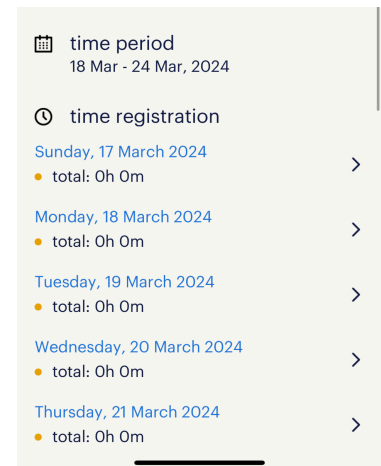 time period
18 Mar - 24 Mar, 2024
time registration
Sunday, 17 March 2024
total: 0h 0m
Monday, 18 March 2024
total: 0h 0m
Tuesday, 19 March 2024
total: 0h 0m
Wednesday, 20 March 2024
total: 0h 0m
Thursday, 21 March 2024
total: 0h 0m